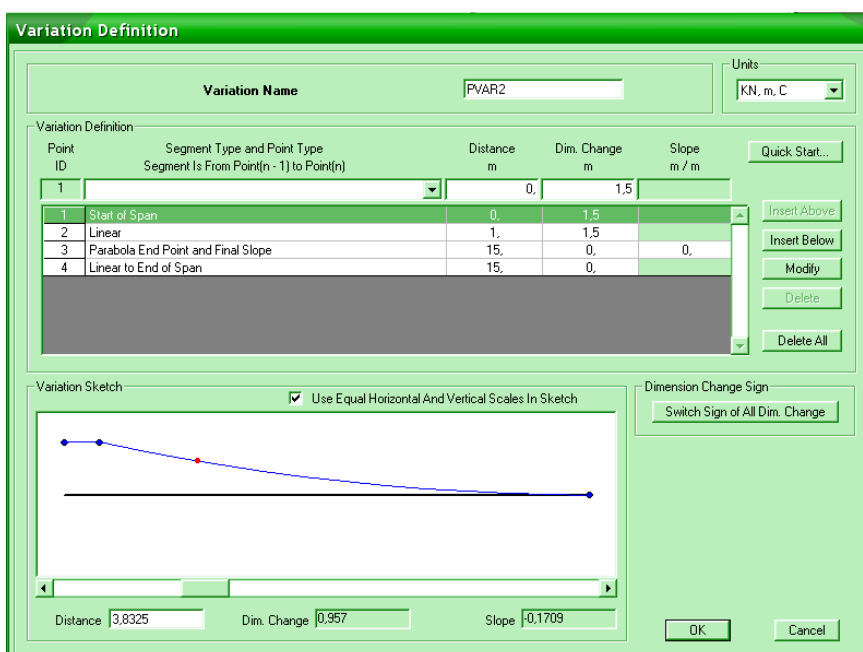 Variation Definition
Units
Variation Name PVAR2 KN, m, C
Variation Definition
Point Segment Type and Point Type Distance Dim. Change Slope
ID Segment Is From Point(n - 1) to Point(n) m m m / m
Quick Start...
1 0, 1,5
1 Start of Span 0, 1,5
2 Linear 1, 1,5
3 Parabola End Point and Final Slope 15, 0, 0,
4 Linear to End of Span 15, 0,
Insert Above
Insert Below
Modify
Delete
Delete All
Variation Sketch
Use Equal Horizontal And Vertical Scales In Sketch
Dimension Change Sign
Switch Sign of All Dim. Change
Distance 3,8325 Dim. Change 0,957 Slope -0,1709
OK Cancel